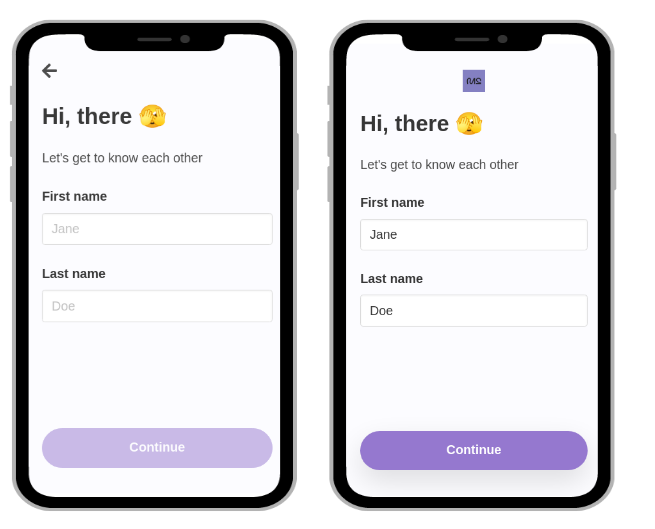 Hi, there 🫣
Let's get to know each other
First name
Jane
Last name
Doe
Continue
Hi, there 🫣
Let's get to know each other
First name
Jane
Last name
Doe
Continue